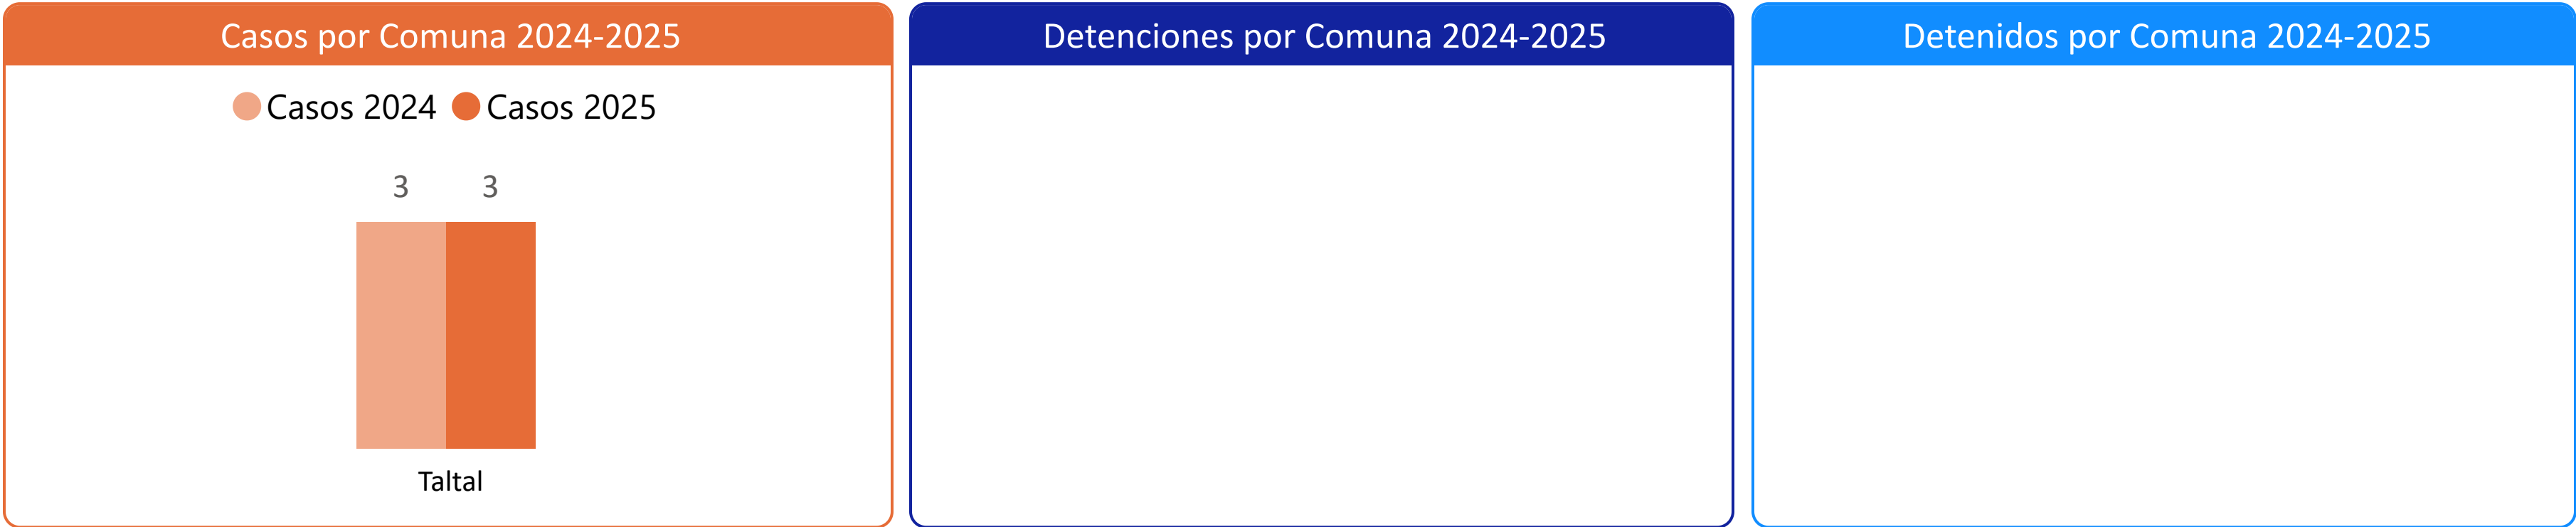 Casos por Comuna 2024-2025
Casos 2024 Casos 2025
3 3
Taltal
Detenciones por Comuna 2024-2025
Detenidos por Comuna 2024-2025